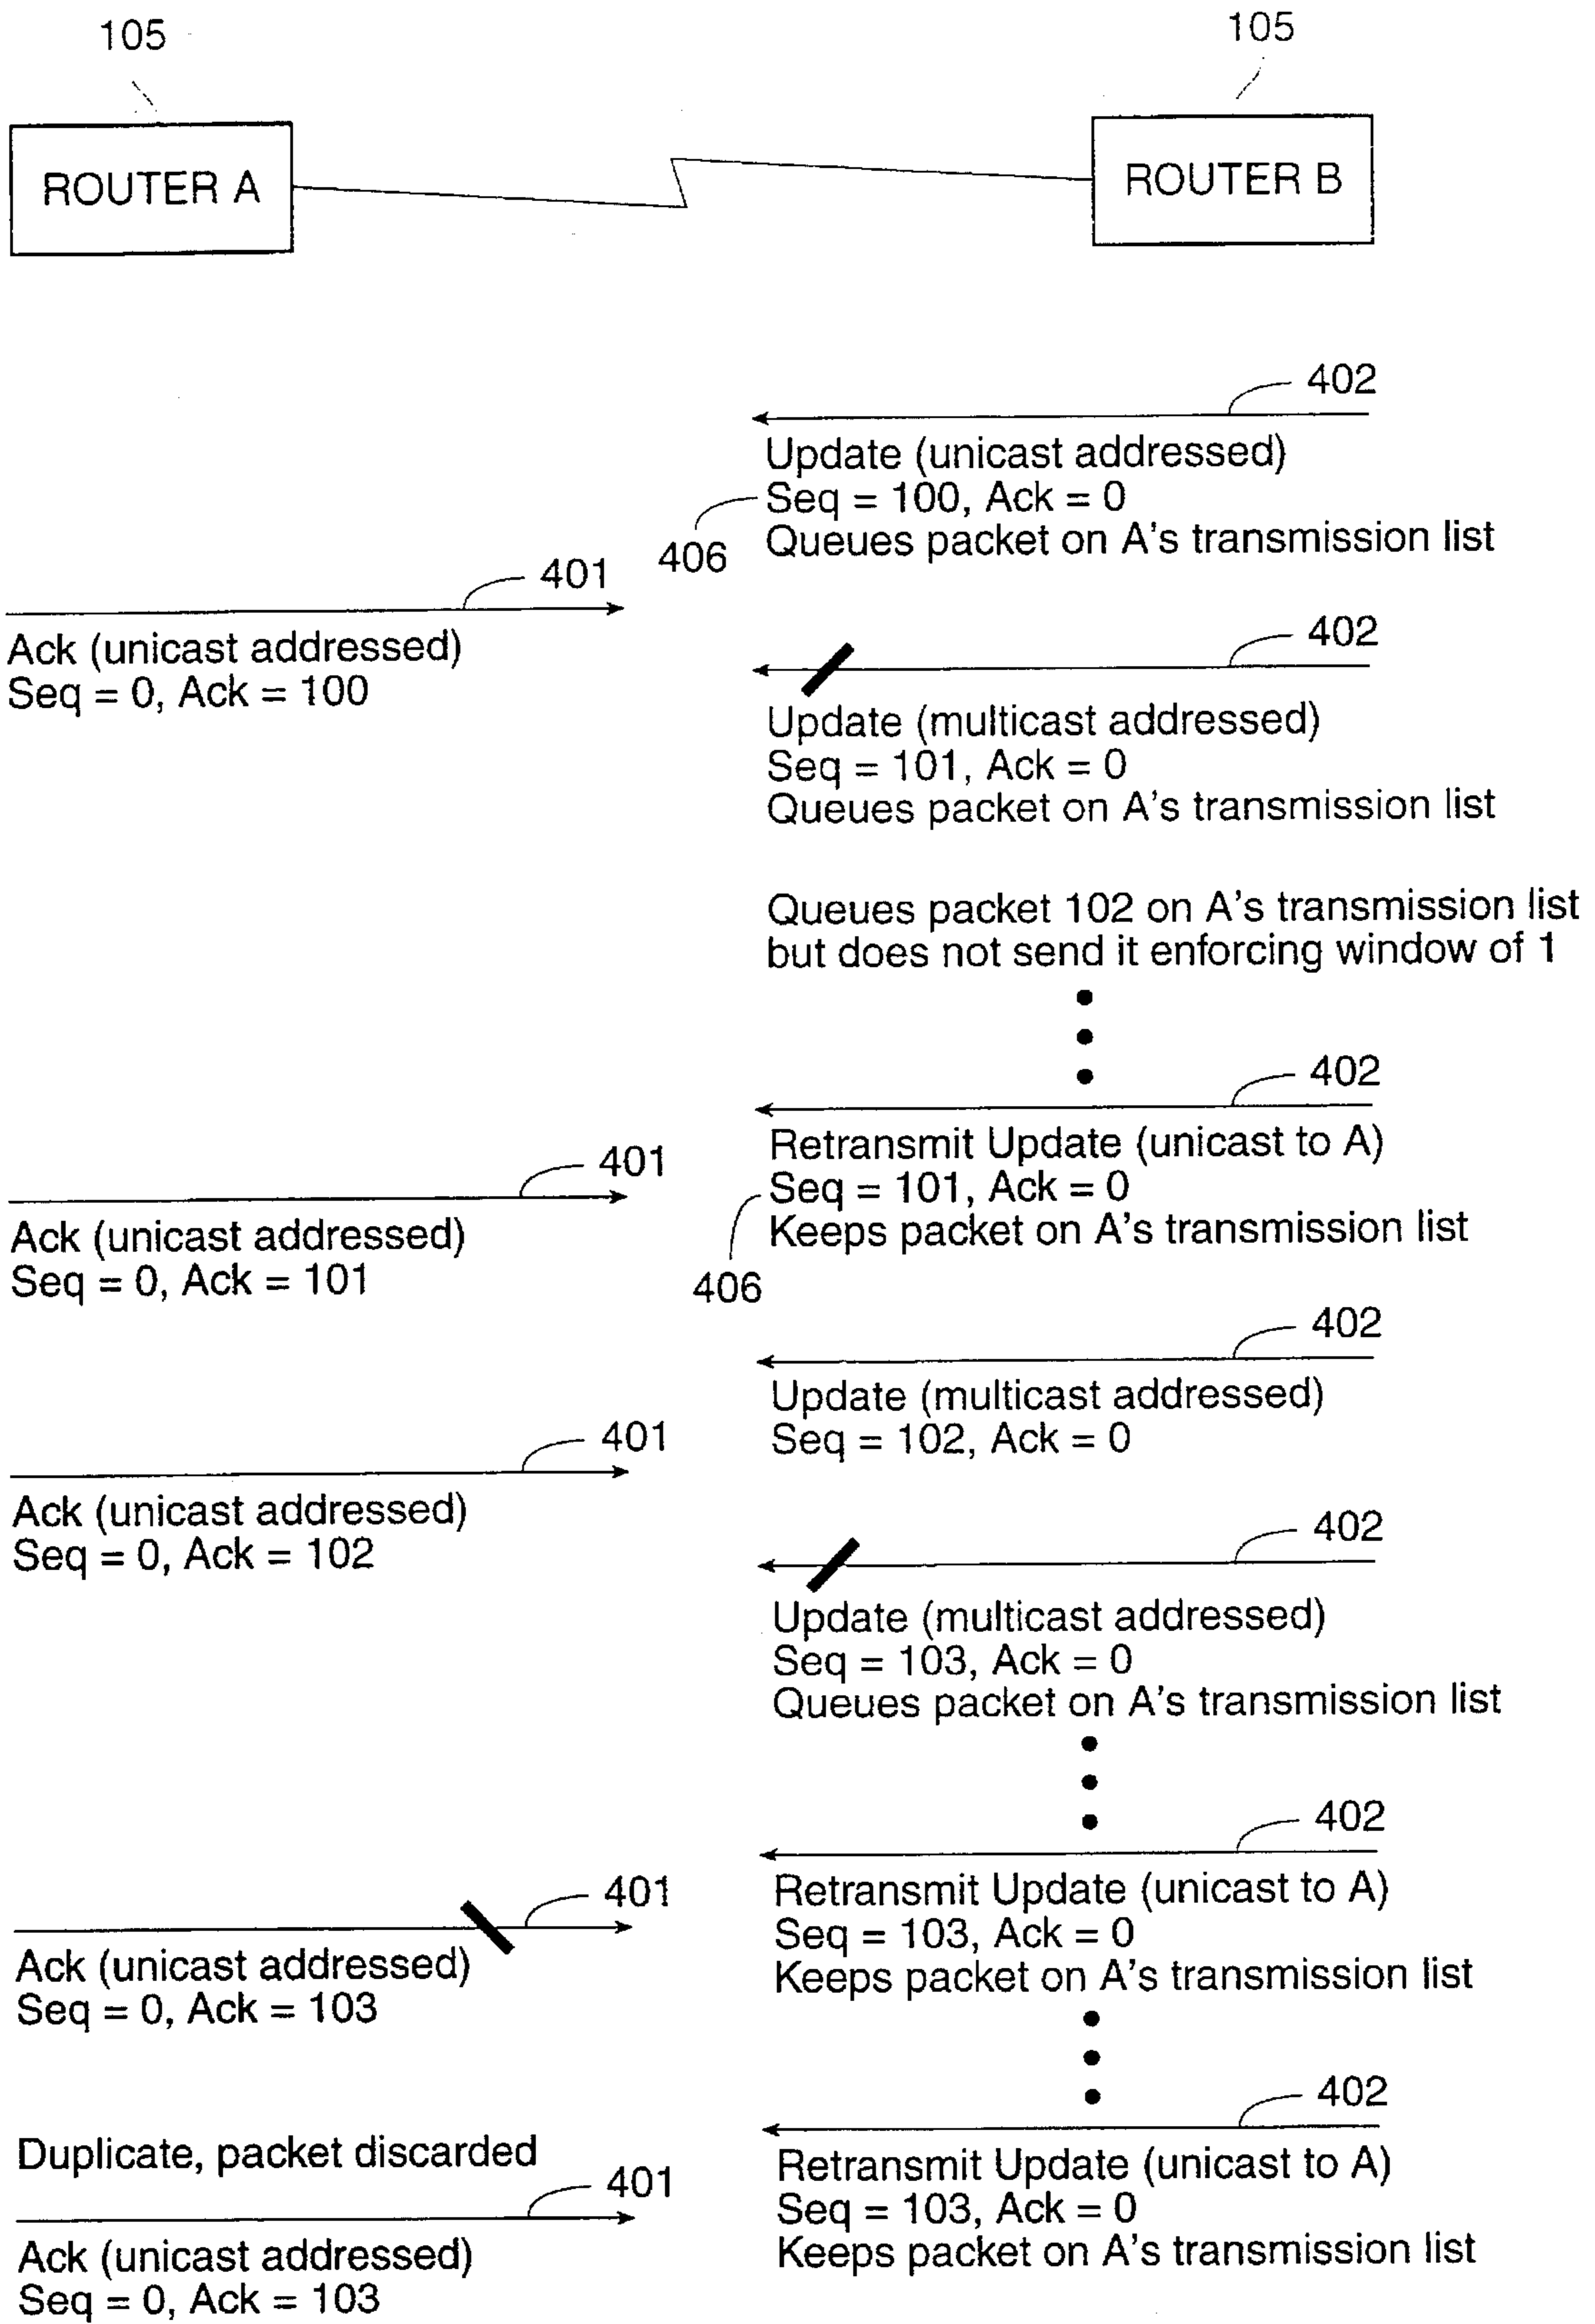 105
105
ROUTER A
ROUTER B
402
Update (unicast addressed)
Seq = 100, Ack = 0
406
Queues packet on A's transmission list
401
Ack (unicast addressed)
Seq = 0, Ack = 100
402
Update (multicast addressed)
Seq = 101, Ack = 0
Queues packet on A's transmission list
Queues packet 102 on A's transmission list
but does not send it enforcing window of 1
402
Retransmit Update (unicast to A)
Seq = 101, Ack = 0
Keeps packet on A's transmission list
406
401
Ack (unicast addressed)
Seq = 0, Ack = 101
402
Update (multicast addressed)
Seq = 102, Ack = 0
401
Ack (unicast addressed)
Seq = 0, Ack = 102
402
Update (multicast addressed)
Seq = 103, Ack = 0
Queues packet on A's transmission list
402
Retransmit Update (unicast to A)
Seq = 103, Ack = 0
Keeps packet on A's transmission list
401
Ack (unicast addressed)
Seq = 0, Ack = 103
402
Retransmit Update (unicast to A)
Seq = 103, Ack = 0
Keeps packet on A's transmission list
Duplicate, packet discarded
401
Ack (unicast addressed)
Seq = 0, Ack = 103